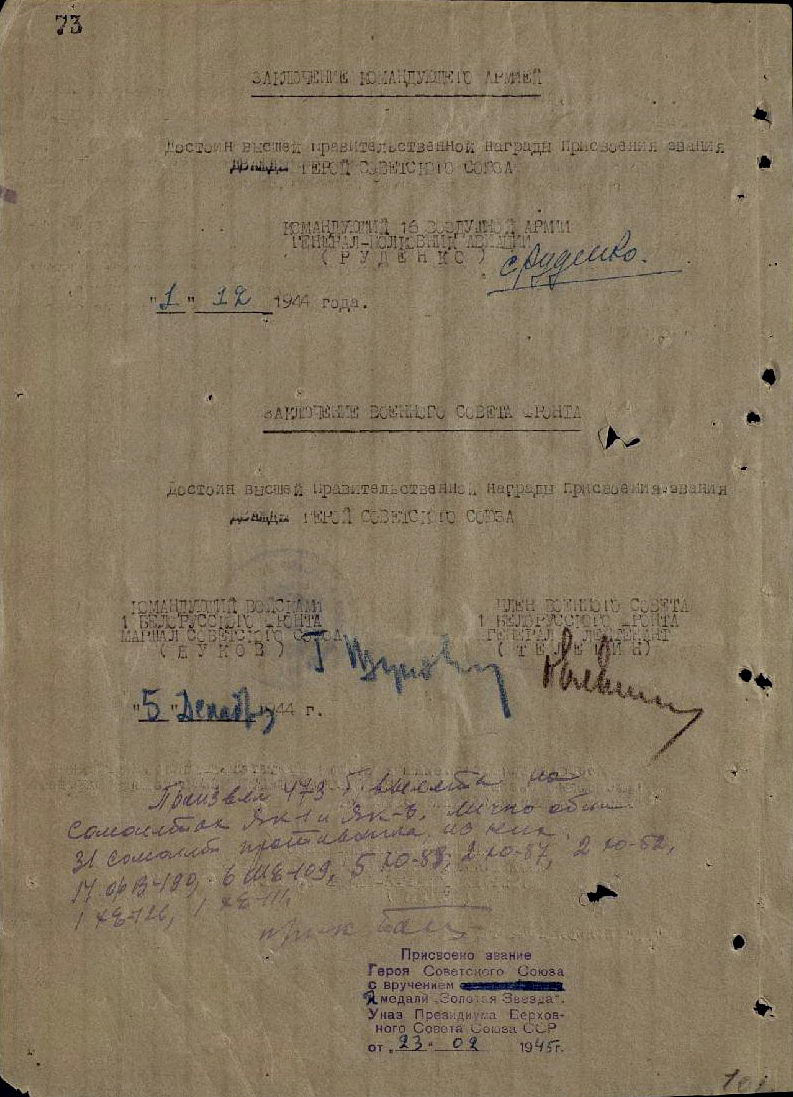 73
ЗАКЛЮЧЕНИЕ КОМАНДУЮЩЕГО АРМИЕЙ
Достоин высшей правительственной награды присвоения звания
дважды ГЕРОЙ СОВЕТСКОГО СОЮЗА
КОМАНДУЮЩИЙ 16 ВОЗДУШНОЙ АРМИИ
ГЕНЕРАЛ-ПОЛКОВНИК АВИАЦИИ
( Р У Д Е Н К О ) С Руденко.
"1" 12 1944 года.
ЗАКЛЮЧЕНИЕ ВОЕННОГО СОВЕТА ФРОНТА
Достоин высшей правительственной награды присвоения звания
дважды ГЕРОЙ СОВЕТСКОГО СОЮЗА
КОМАНДУЮЩИЙ ВОЙСКАМИ
1 БЕЛОРУССКОГО ФРОНТА
МАРШАЛ СОВЕТСКОГО СОЮЗА
( Ж У К О В ) Г Жуков
"5" Декабря 1944 г.
ЧЛЕН ВОЕННОГО СОВЕТА
1 БЕЛОРУССКОГО ФРОНТА
ГЕНЕРАЛ ЛЕЙТЕНАНТ
( Т Е Л Е Г И Н )
Произвел 473 б. вылета на
самолетах Як-1 и Як-3. Лично сбил
31 самолет противника из них
17 ФВ-190, 6 МЕ-109, 5 Ю-88, 2 Ю-87, 2 Ю-52,
1 ХЕ-126, 1 ХЕ-111.
Присвоено звание
Героя Советского Союза
с вручением
2 медали „Золотая Звезда".
Указ Президиума Верхов-
ного Совета Союза ССР
от „23" 02 1945 г.